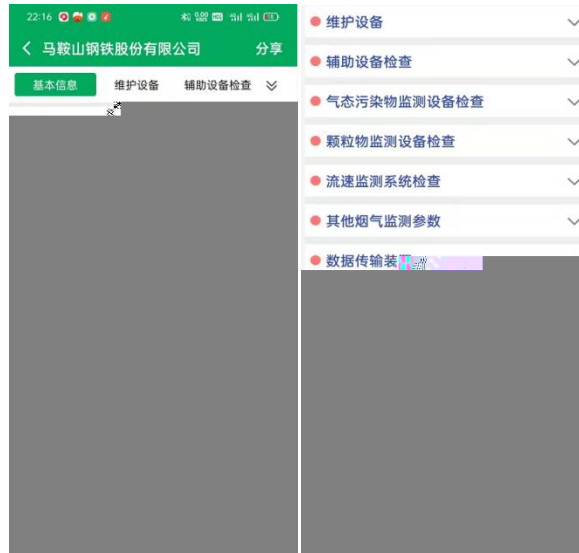 22:16
马鞍山钢铁股份有限公司 分享
基本信息 维护设备 辅助设备检查
维护设备
辅助设备检查
气态污染物监测设备检查
颗粒物监测设备检查
流速监测系统检查
其他烟气监测参数
数据传输装